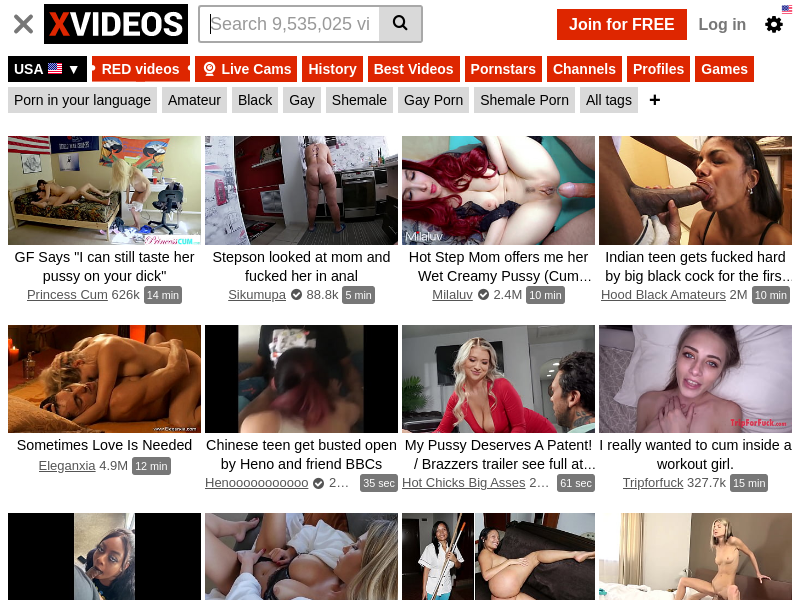 XVIDEOS
Search 9,535,025 vi
Join for FREE
Log in
USA ▼
RED videos
Live Cams
History
Best Videos
Pornstars
Channels
Profiles
Games
Porn in your language
Amateur
Black
Gay
Shemale
Gay Porn
Shemale Porn
All tags
+
PrincessCUM
Milaluv
GF Says "I can still taste her
pussy on your dick"
Princess Cum 626k 14 min
Stepson looked at mom and
fucked her in anal
Sikumupa 88.8k 5 min
Hot Step Mom offers me her
Wet Creamy Pussy (Cum…
Milaluv 2.4M 10 min
Indian teen gets fucked hard
by big black cock for the firs…
Hood Black Amateurs 2M 10 min
www.Eleganxia.com
TripForFuck.com
Sometimes Love Is Needed
Eleganxia 4.9M 12 min
Chinese teen get busted open
by Heno and friend BBCs
Henooooooooooo 2… 35 sec
My Pussy Deserves A Patent!
/ Brazzers trailer see full at...
Hot Chicks Big Asses 2… 61 sec
I really wanted to cum inside a
workout girl.
Tripforfuck 327.7k 15 min